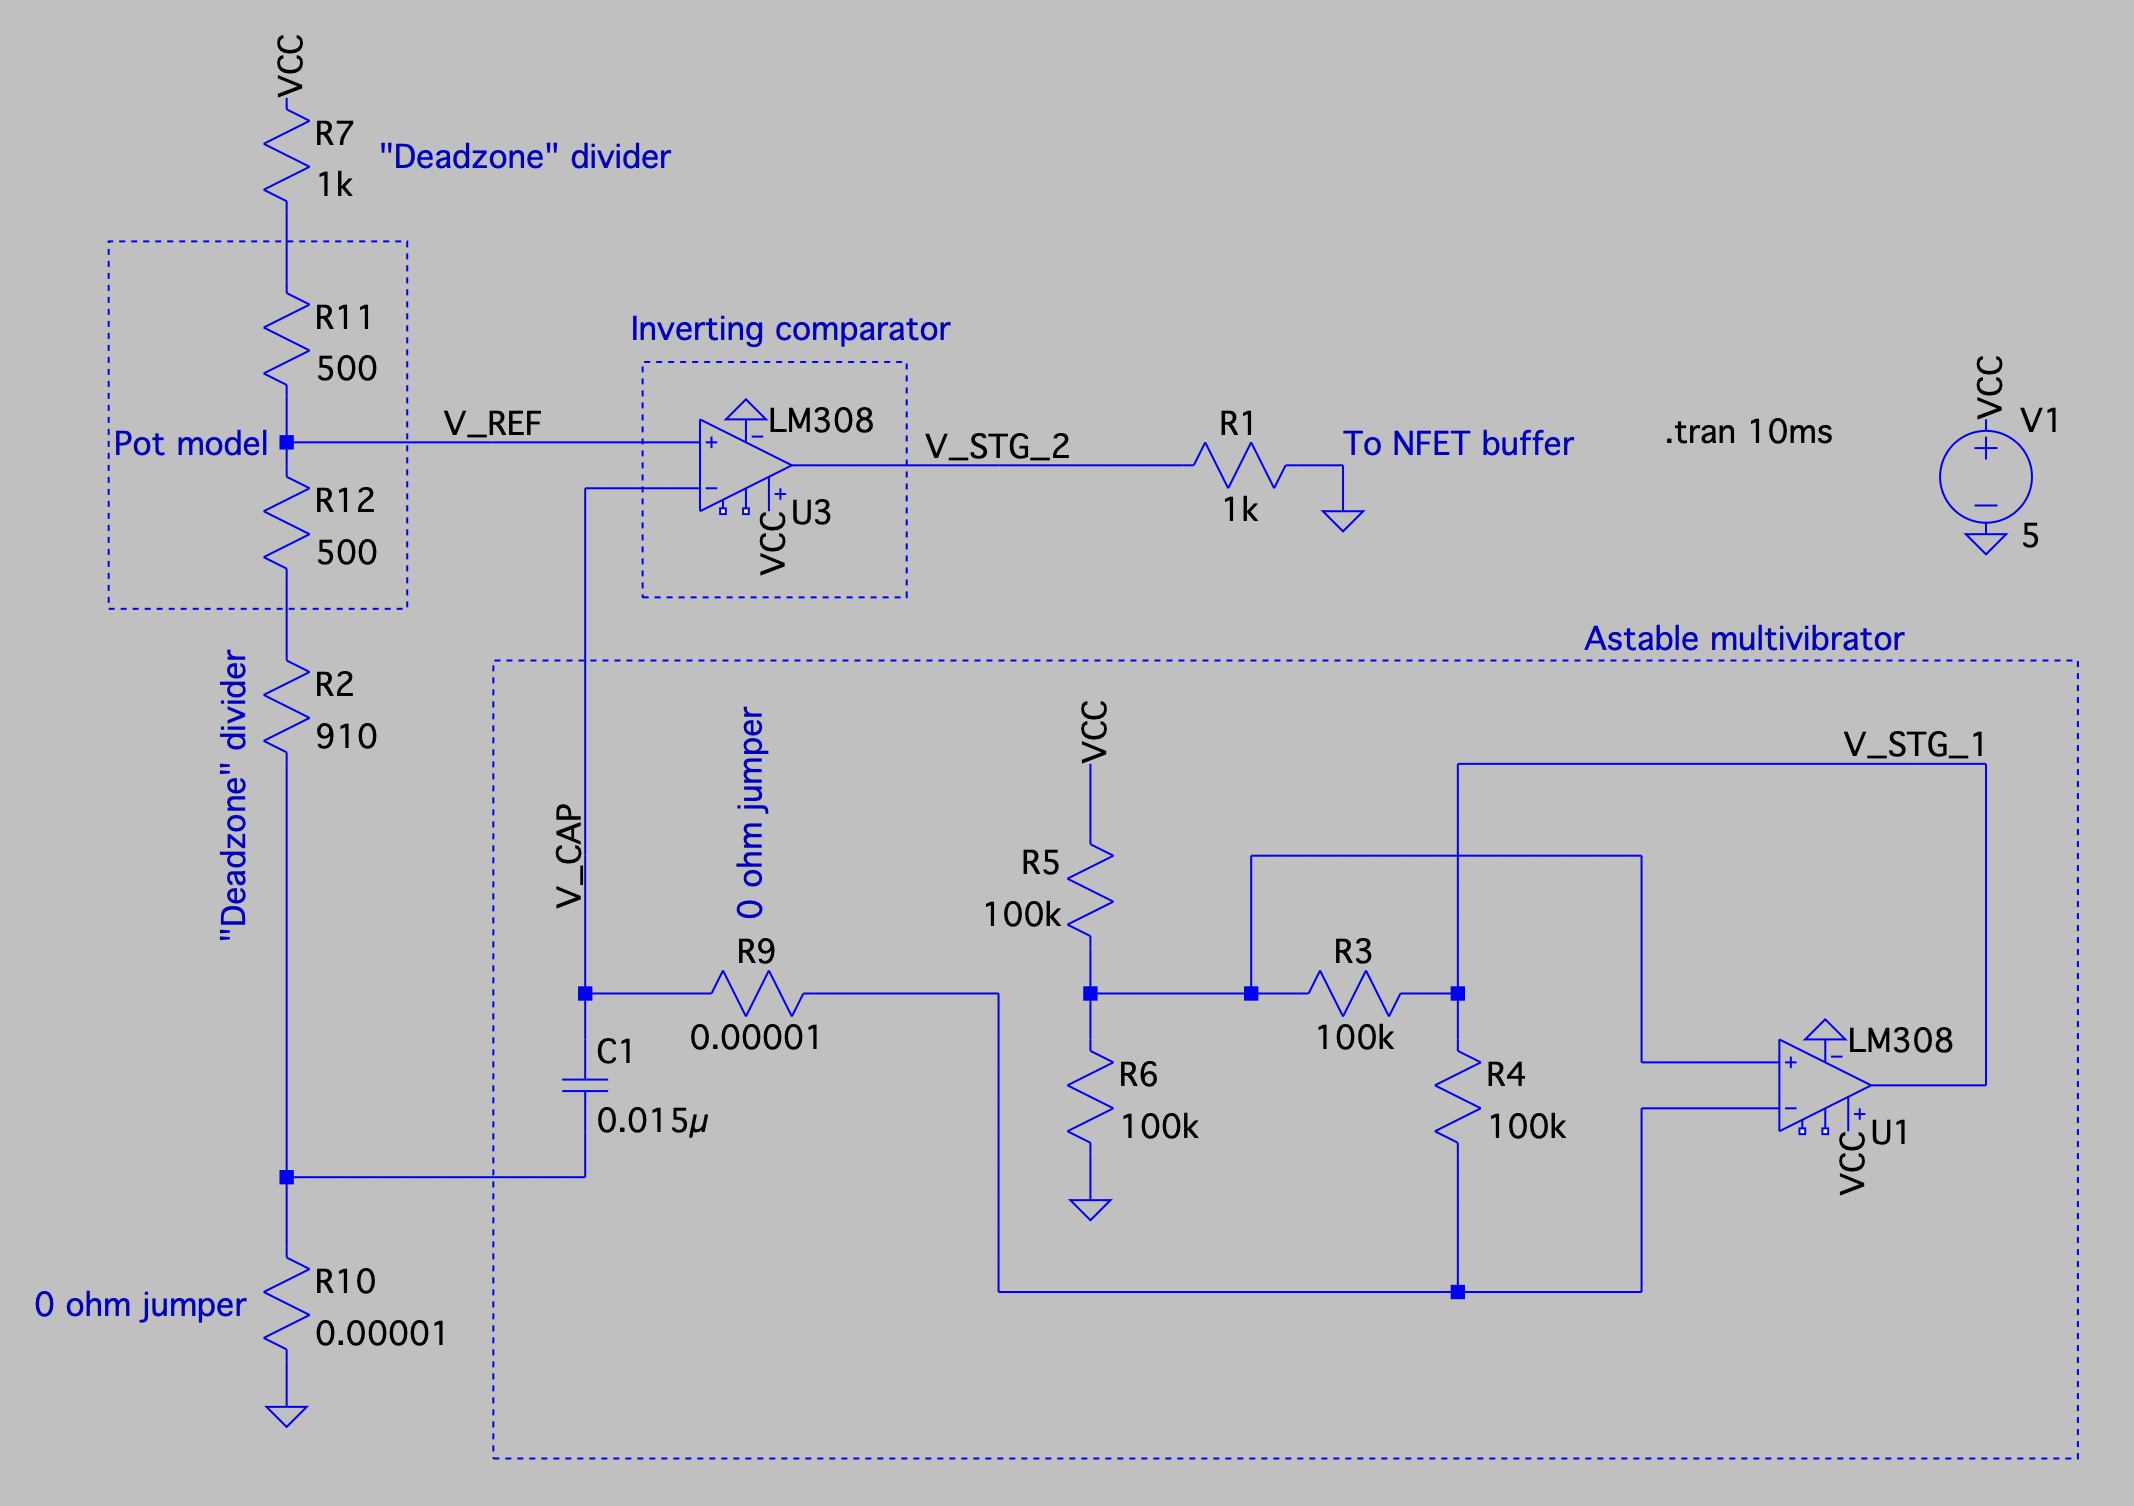 VCC
R7
1k
"Deadzone" divider
R11
500
Pot model
R12
500
"Deadzone" divider
R2
910
R10
0.00001
0 ohm jumper
V_REF
Inverting comparator
+
-
-
+
LM308
VCC
U3
V_STG_2
R1
1k
To NFET buffer
.tran 10ms
VCC
V1
+
-
5
Astable multivibrator
V_CAP
0 ohm jumper
R9
0.00001
C1
0.015µ
VCC
R5
100k
R6
100k
R3
100k
R4
100k
V_STG_1
+
-
-
+
LM308
VCC
U1